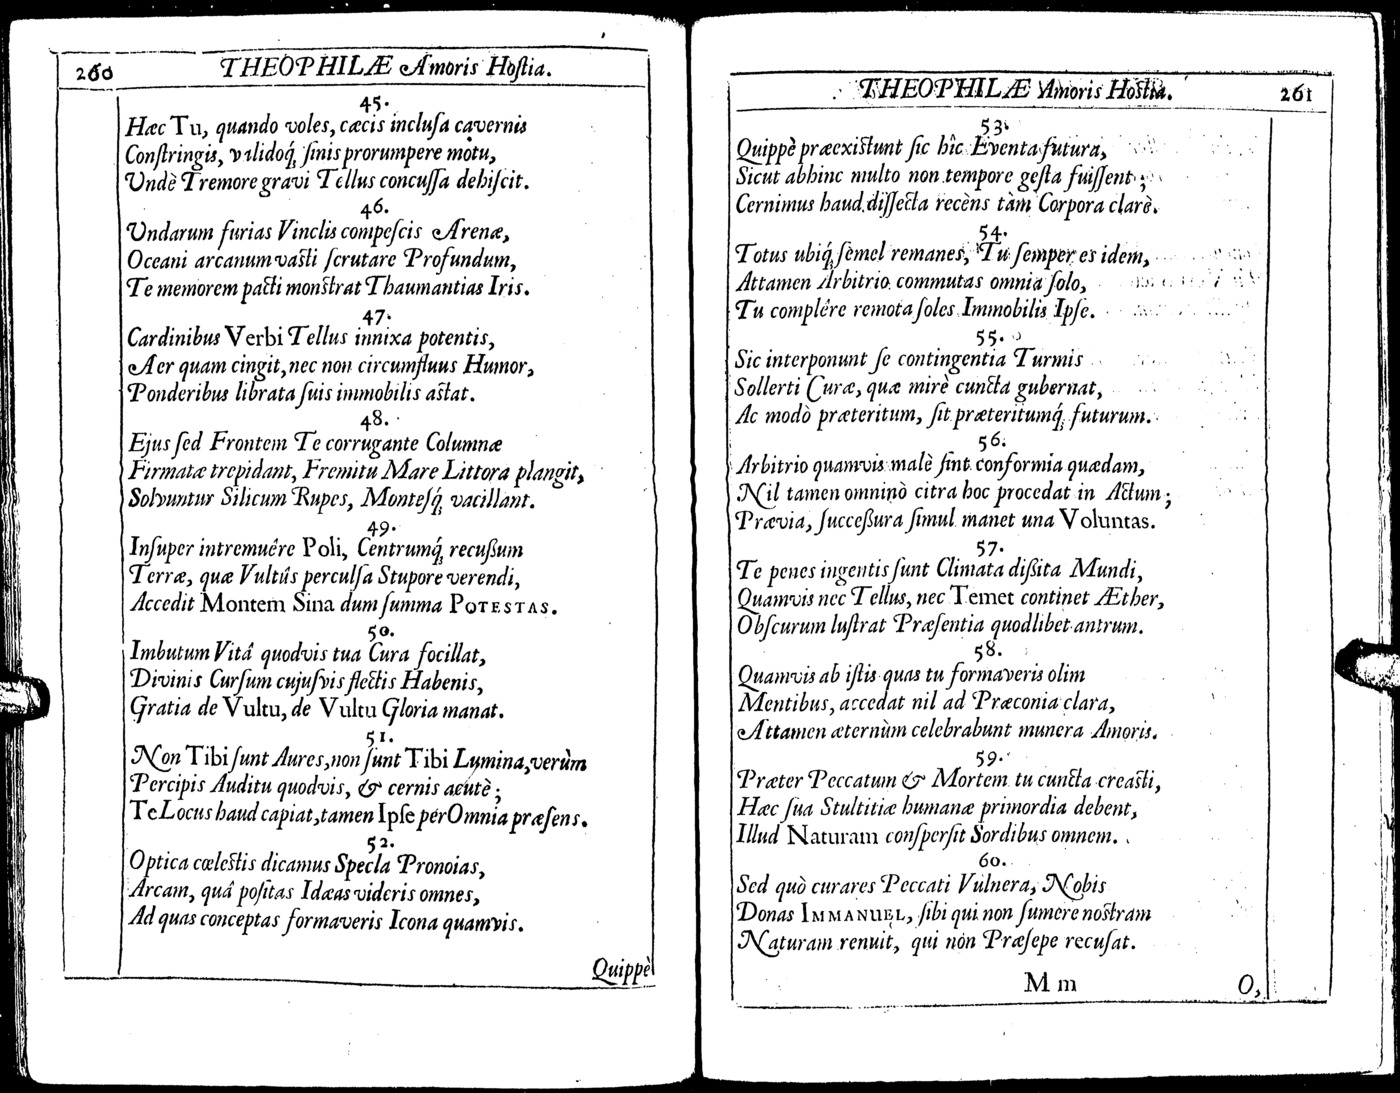 260 THEOPHILÆ Amoris Hoſtia.
45.
Hæc Tu, quando voles, cæcis incluſa cavernis
Conſtringis, validoq́ꝫ ſinis prorumpere motu,
Undè Tremore gravi Tellus concuſſa dehiſcit.
46.
Undarum furias Vinclis compeſcis Arenæ,
Oceani arcanum vaſti ſcrutare Profundum,
Te memorem pacti monſtrat Thaumantias Iris.
47.
Cardinibus Verbi Tellus innixa potentis,
Aer quam cingit, nec non circumfluus Humor,
Ponderibus librata ſuis immobilis aſtat.
48.
Ejus ſed Frontem Te corrugante Columnæ
Firmatæ trepidant, Fremitu Mare Littora plangit,
Solvuntur Silicum Rupes, Monteſq́ꝫ vacillant.
49.
Inſuper intremuêre Poli, Centrumq́ꝫ recuſſum
Terræ, quæ Vultûs perculſa Stupore verendi,
Accedit Montem Sina dum ſumma POTESTAS.
50.
Imbutum Vitâ quodvis tua Cura focillat,
Divinis Curſum cujuſvis flectis Habenis,
Gratia de Vultu, de Vultu Gloria manat.
51.
Non Tibi ſunt Aures, non ſunt Tibi Lumina, verùm
Percipis Auditu quodvis, & cernis acutè;
Te Locus haud capiat, tamen Ipſe per Omnia præſens.
52.
Optica cœleſtis dicamus Specla Pronoias,
Arcam, quâ poſitas Idæas videris omnes,
Ad quas conceptas formaveris Icona quamvis.
Quippè
THEOPHILÆ Amoris Hoſtia. 261
53.
Quippè præexiſtunt ſic hîc Eventa futura,
Sicut abhinc multo non tempore geſta fuiſſent;
Cernimus haud diſſecta recèns tàm Corpora clarè.
54.
Totus ubiq́ꝫ ſèmel remanes, Tu ſemper es idem,
Attamen Arbitrio commutas omnia ſolo,
Tu complêre remota ſoles Immobilis Ipſe.
55.
Sic interponunt ſe contingentia Turmis
Sollerti Curæ, quæ mirè cuncta gubernat,
Ac modò præteritum, ſit præteritumq́ꝫ futurum.
56.
Arbitrio quamvis malè ſint conformia quædam,
Nil tamen omninò citra hoc procedat in Actum;
Prævia, ſucceſſura ſimul manet una Voluntas.
57.
Te penes ingentis ſunt Climata diſſita Mundi,
Quamvis nec Tellus, nec Temet continet Æther,
Obſcurum luſtrat Præſentia quodlibet antrum.
58.
Quamvis ab iſtis quas tu formaveris olim
Mentibus, accedat nil ad Præconia clara,
Attamen æternùm celebrabunt munera Amoris.
59.
Præter Peccatum & Mortem tu cuncta creaſti,
Hæc ſua Stultitiæ humanæ primordia debent,
Illud Naturam conſperſit Sordibus omnem.
60.
Sed quò curares Peccati Vulnera, Nobis
Donas IMMANUEL, ſibi qui non ſumere noſtram
Naturam renuit, qui non Præſepe recuſat.
M m O,